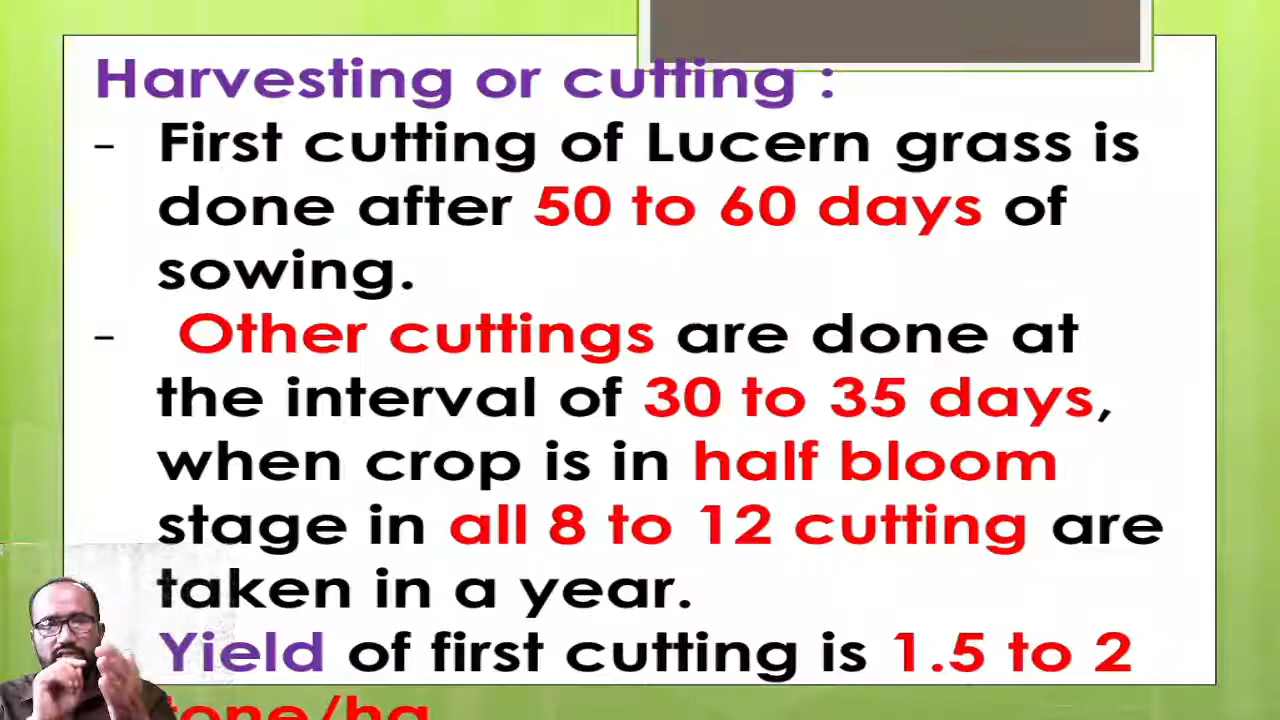 Harvesting or cutting :
- First cutting of Lucern grass is
done after 50 to 60 days of
sowing.
- Other cuttings are done at
the interval of 30 to 35 days,
when crop is in half bloom
stage in all 8 to 12 cutting are
taken in a year.
Yield of first cutting is 1.5 to 2
tone/ha